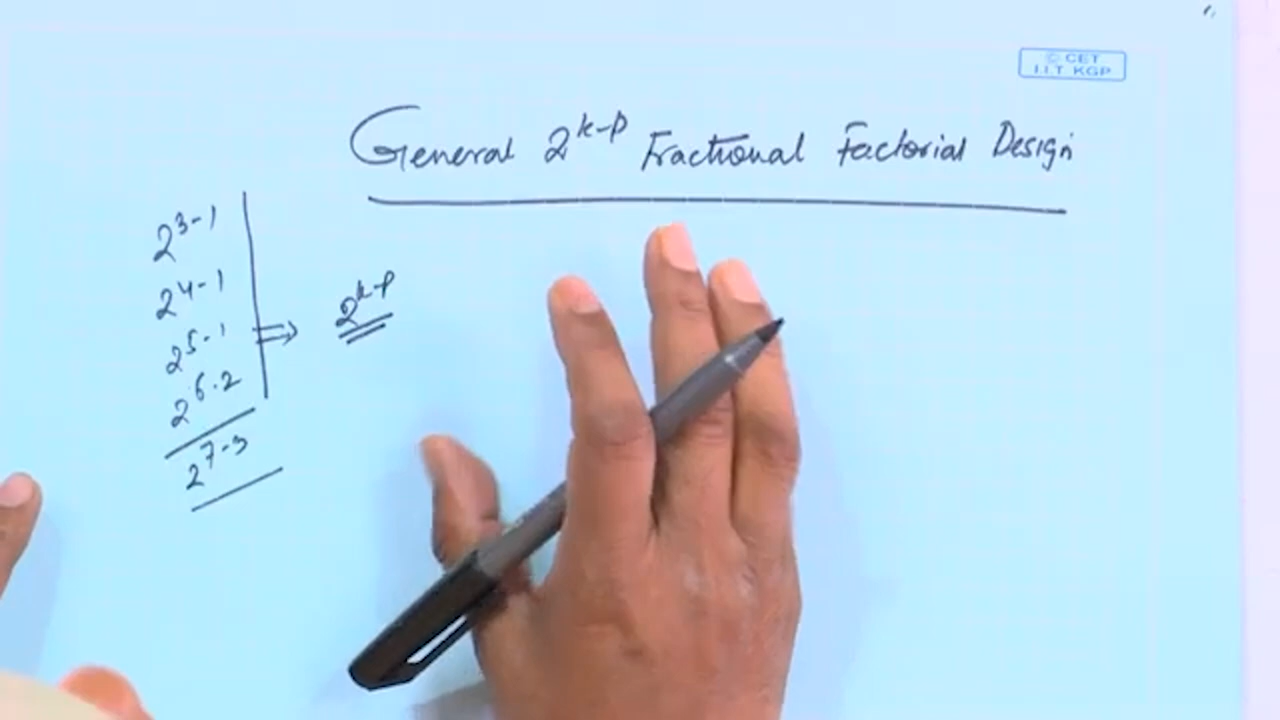 © CET
I.I.T KGP
General 2^{k-p} Fractional Factorial Design
2^{3-1}
2^{4-1}
2^{5-1}
2^{6-2}
2^{7-3}
⇒ 2^{k-p}